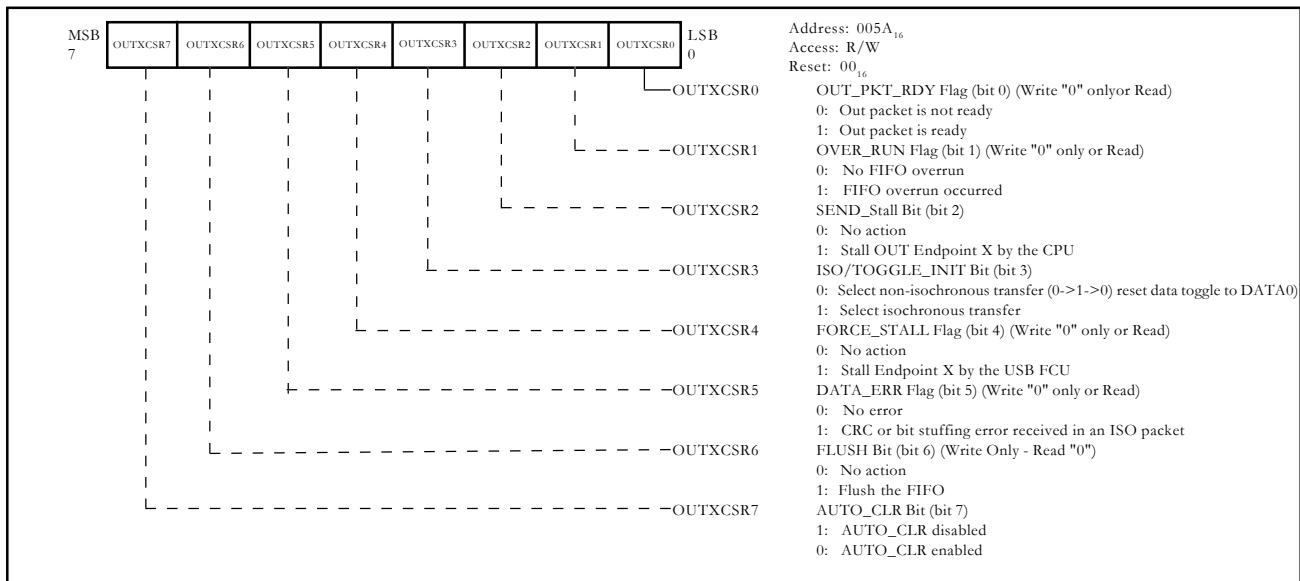 MSB
7
OUTXCSR7 OUTXCSR6 OUTXCSR5 OUTXCSR4 OUTXCSR3 OUTXCSR2 OUTXCSR1 OUTXCSR0
LSB
0
Address: 005A16
Access: R/W
Reset: 0016
OUTXCSR0 OUT_PKT_RDY Flag (bit 0) (Write "0" onlyor Read)
0: Out packet is not ready
1: Out packet is ready
OUTXCSR1 OVER_RUN Flag (bit 1) (Write "0" only or Read)
0: No FIFO overrun
1: FIFO overrun occurred
OUTXCSR2 SEND_Stall Bit (bit 2)
0: No action
1: Stall OUT Endpoint X by the CPU
OUTXCSR3 ISO/TOGGLE_INIT Bit (bit 3)
0: Select non-isochronous transfer (0->1->0) reset data toggle to DATA0)
1: Select isochronous transfer
OUTXCSR4 FORCE_STALL Flag (bit 4) (Write "0" only or Read)
0: No action
1: Stall Endpoint X by the USB FCU
OUTXCSR5 DATA_ERR Flag (bit 5) (Write "0" only or Read)
0: No error
1: CRC or bit stuffing error received in an ISO packet
OUTXCSR6 FLUSH Bit (bit 6) (Write Only - Read "0")
0: No action
1: Flush the FIFO
OUTXCSR7 AUTO_CLR Bit (bit 7)
1: AUTO_CLR disabled
0: AUTO_CLR enabled